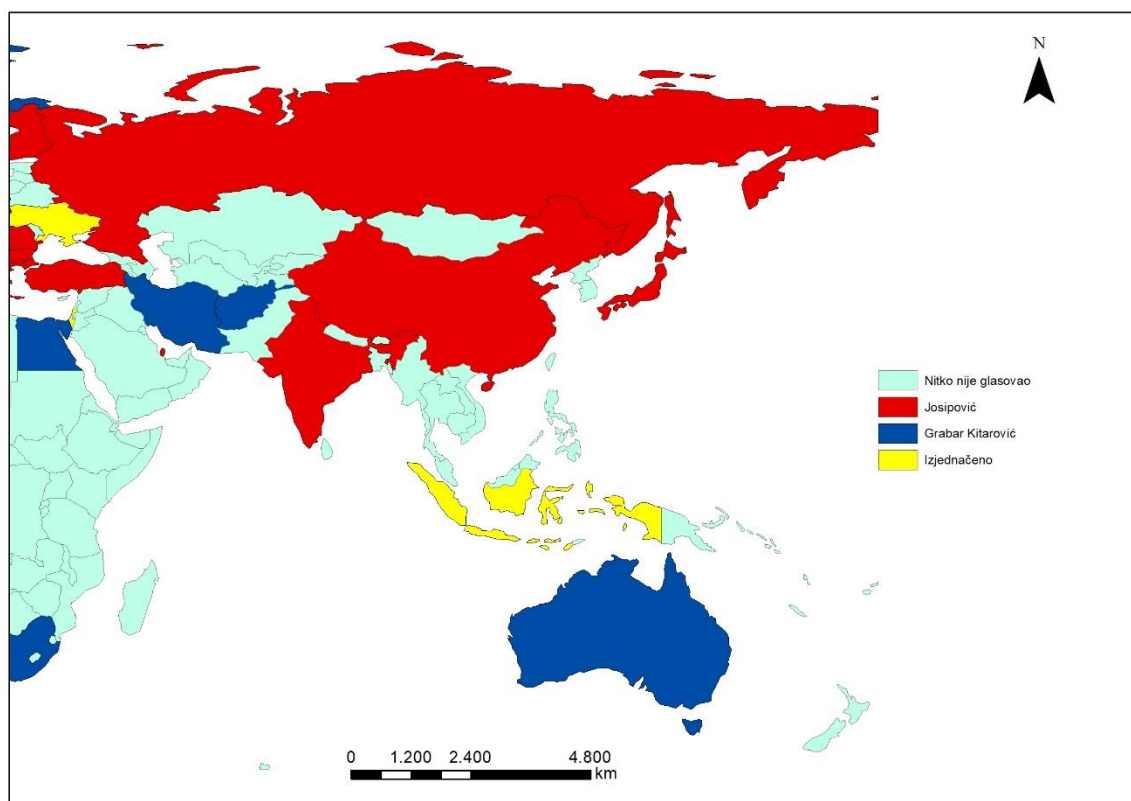 N
Nitko nije glasovao
Josipović
Grabar Kitarović
Izjednačeno
0 1.200 2.400 4.800
km